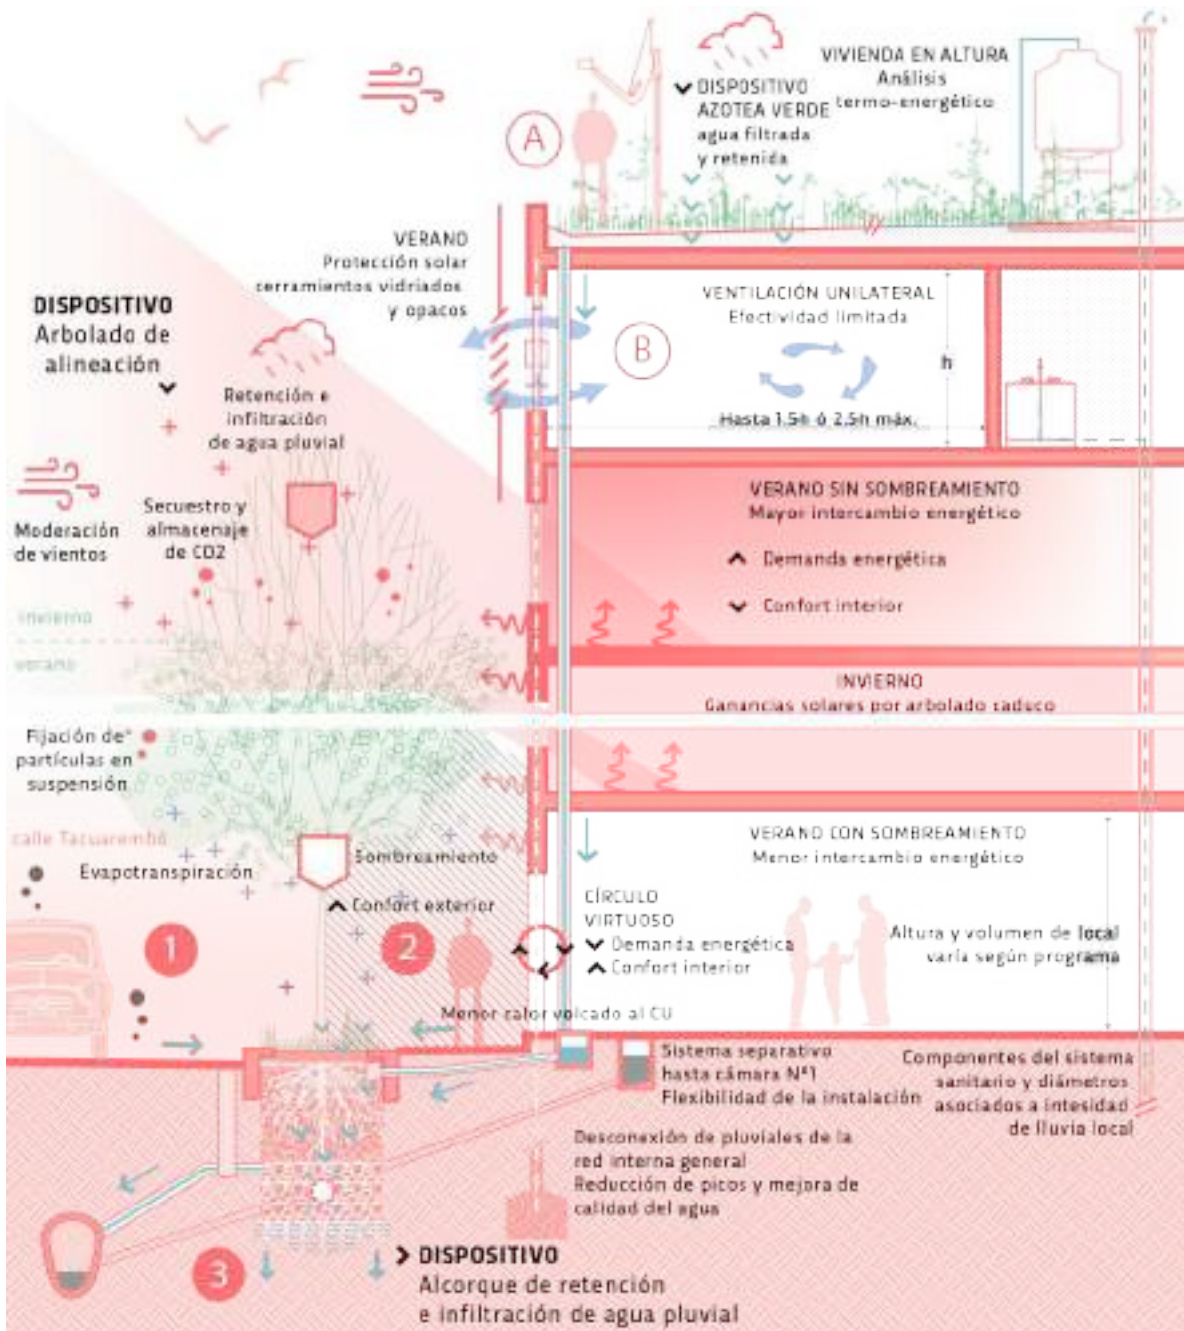 VIVIENDA EN ALTURA
Análisis
termo-energético
DISPOSITIVO
AZOTEA VERDE
agua filtrada
y retenida
A
VERANO
Protección solar
cerramientos vidriados
y opacos
DISPOSITIVO
Arbolado de
alineación
VENTILACIÓN UNILATERAL
Efectividad limitada
B
h
Hasta 1.5h ó 2.5h máx.
Retención e
infiltración
de agua pluvial
Moderación
de vientos
Secuestro y
almacenaje
de CO2
VERANO SIN SOMBREAMIENTO
Mayor intercambio energético
Demanda energética
Confort interior
invierno
verano
INVIERNO
Ganancias solares por arbolado caduco
Fijación de
partículas en
suspensión
calle Tacuarembó
Evapotranspiración
Sombreamiento
Confort exterior
VERANO CON SOMBREAMIENTO
Menor intercambio energético
CÍRCULO
VIRTUOSO
Demanda energética
Confort interior
Altura y volumen de local
varía según programa
1
2
Menor calor volcado al CU
Sistema separativo
hasta cámara Nº1
Flexibilidad de la instalación
Componentes del sistema
sanitario y diámetros
asociados a intesidad
de lluvia local
Desconexión de pluviales de la
red interna general
Reducción de picos y mejora de
calidad del agua
3
DISPOSITIVO
Alcorque de retención
e infiltración de agua pluvial